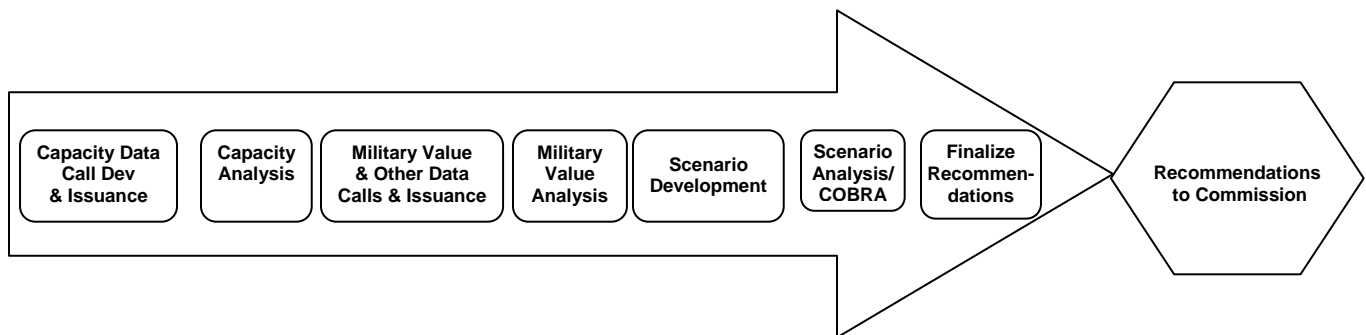 Capacity Data
Call Dev
& Issuance
Capacity
Analysis
Military Value
& Other Data
Calls & Issuance
Military
Value
Analysis
Scenario
Development
Scenario
Analysis/
COBRA
Finalize
Recommen-
dations
Recommendations
to Commission